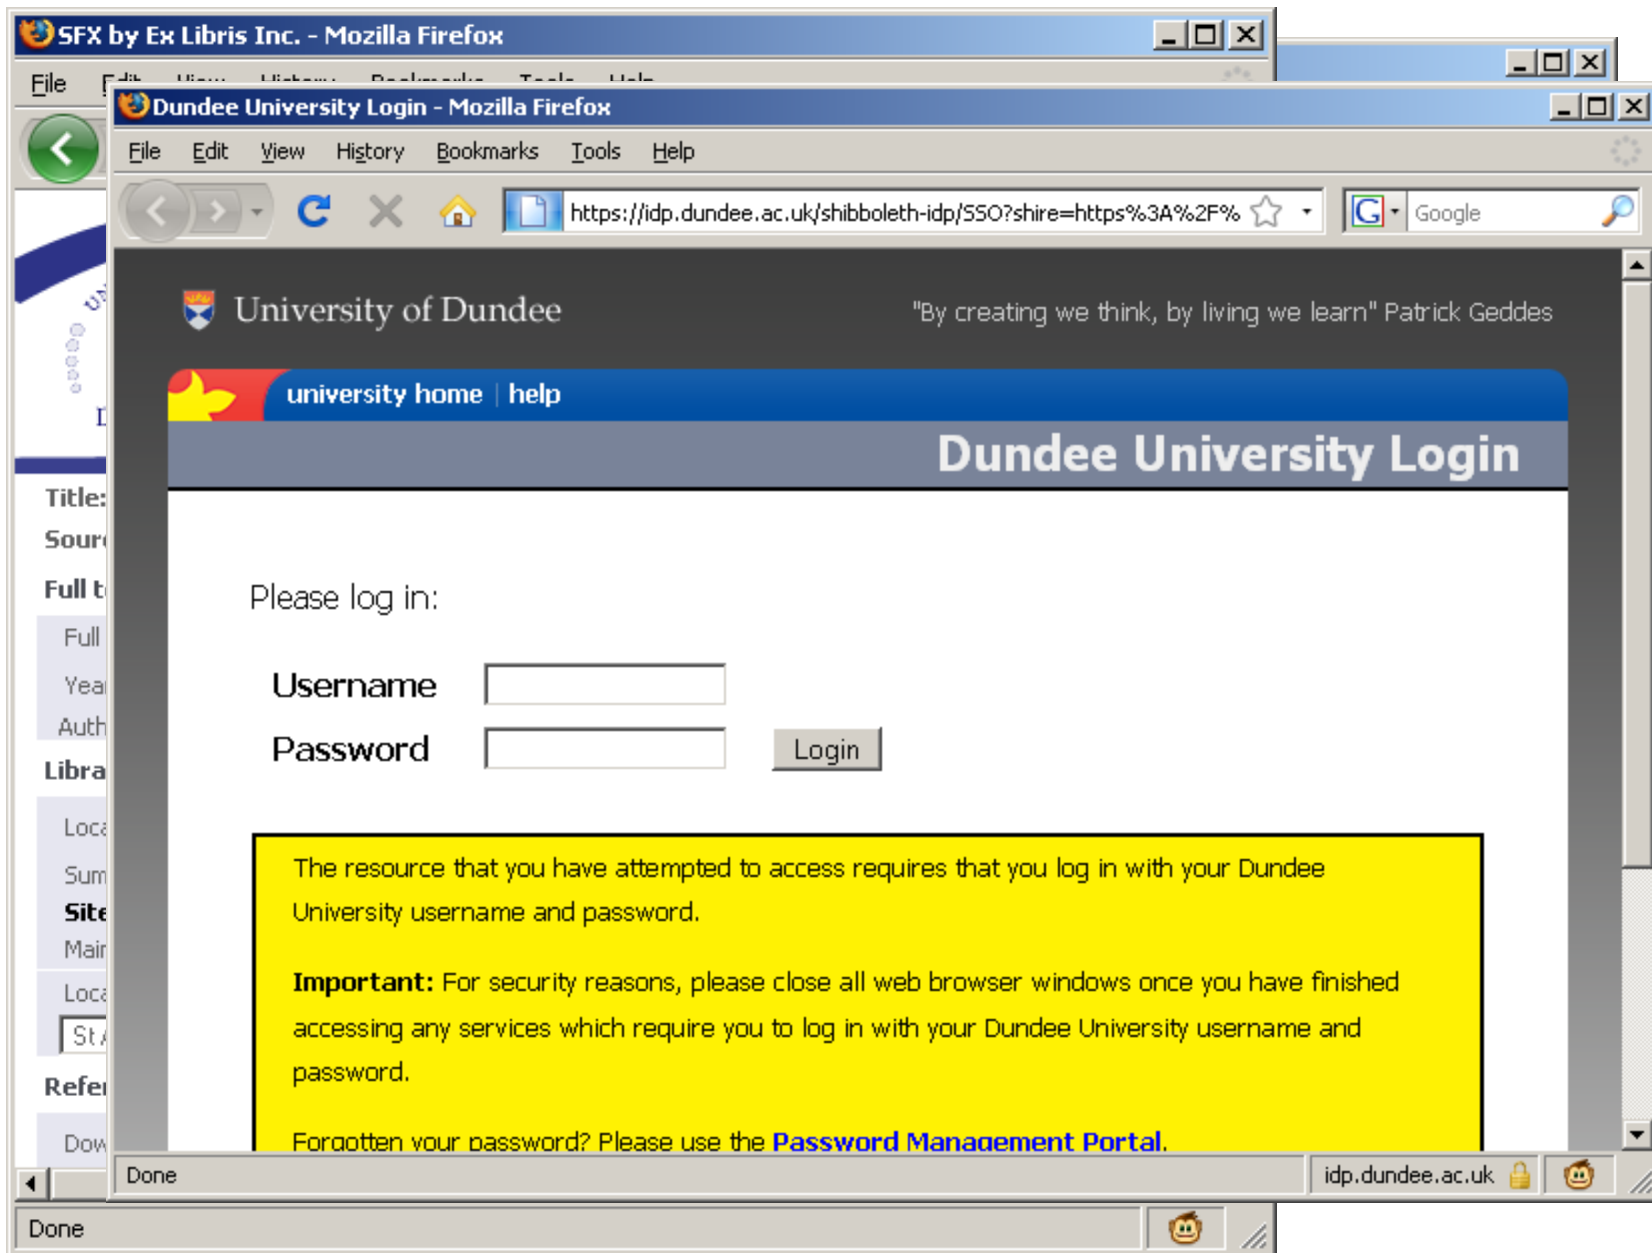 SFX by Ex Libris Inc. - Mozilla Firefox
File
Dundee University Login - Mozilla Firefox
File Edit View History Bookmarks Tools Help
https://idp.dundee.ac.uk/shibboleth-idp/SSO?shire=https%3A%2F%
G Google
University of Dundee
"By creating we think, by living we learn" Patrick Geddes
university home | help
Dundee University Login
Title:
Full
Please log in:
Username
Password
Login
The resource that you have attempted to access requires that you log in with your Dundee
University username and password.
Important: For security reasons, please close all web browser windows once you have finished
accessing any services which require you to log in with your Dundee University username and
password.
Forgotten your password? Please use the Password Management Portal.
Done
idp.dundee.ac.uk
Done